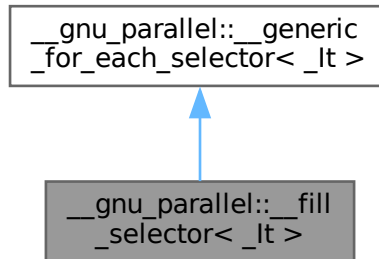 __gnu_parallel::__generic
_for_each_selector< _It >
__gnu_parallel::__fill
_selector< _It >